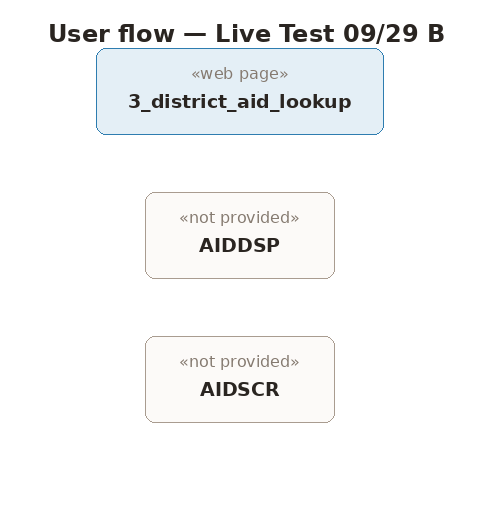 User flow — Live Test 09/29 B
«web page»
3_district_aid_lookup
«not provided»
AIDDSP
«not provided»
AIDSCR